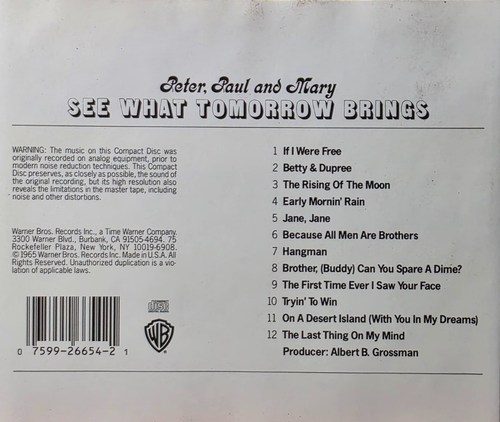 Peter, Paul and Mary
SEE WHAT TOMORROW BRINGS
WARNING: The music on this Compact Disc was
originally recorded on analog equipment, prior to
modern noise reduction techniques. This Compact
Disc preserves, as closely as possible, the sound of
the original recording, but its high resolution also
reveals the limitations in the master tape, including
noise and other distortions.
Warner Bros. Records Inc., a Time Warner Company.
3300 Warner Blvd., Burbank, CA 91505-4694. 75
Rockefeller Plaza, New York, NY 10019-6908.
© 1965 Warner Bros. Records Inc. Made in U.S.A. All
Rights Reserved. Unauthorized duplication is a vio-
lation of applicable laws.
1 If I Were Free
2 Betty & Dupree
3 The Rising Of The Moon
4 Early Mornin' Rain
5 Jane, Jane
6 Because All Men Are Brothers
7 Hangman
8 Brother, (Buddy) Can You Spare A Dime?
9 The First Time Ever I Saw Your Face
10 Tryin' To Win
11 On A Desert Island (With You In My Dreams)
12 The Last Thing On My Mind
Producer: Albert B. Grossman
COMPACT
disc
DIGITAL AUDIO
WB
0 7599-26654-2 1